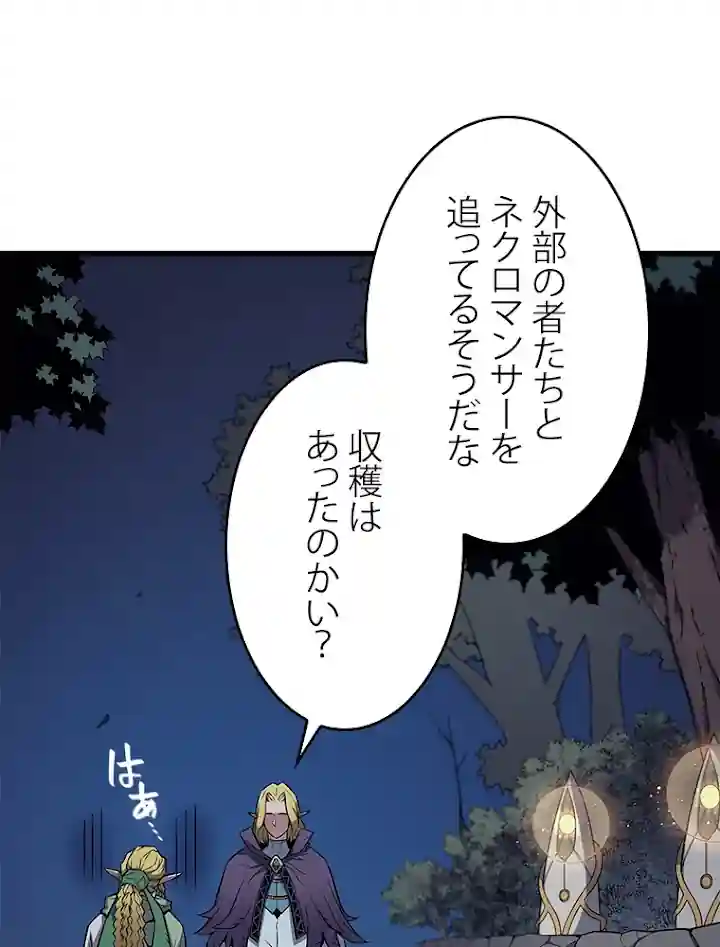 外部の者たちと
ネクロマンサーを
追ってるそうだな
収穫は
あったのかい？
はぁ…